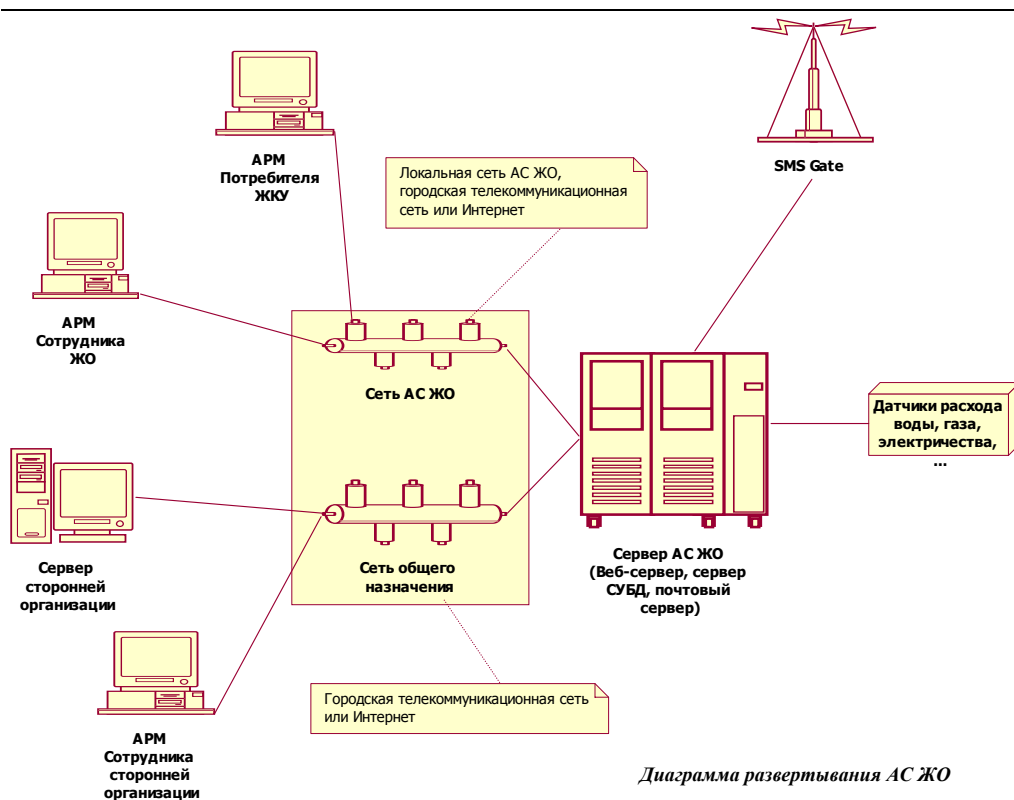 АРМ
Потребителя
ЖКУ
SMS Gate
Локальная сеть АС ЖО,
городская телекоммуникационная
сеть или Интернет
АРМ
Сотрудника
ЖО
Сеть АС ЖО
Датчики расхода
воды, газа,
электричества,
...
Сервер
сторонней
организации
Сеть общего
назначения
Сервер АС ЖО
(Веб-сервер, сервер
СУБД, почтовый
сервер)
Городская телекоммуникационная сеть
или Интернет
АРМ
Сотрудника
сторонней
организации
Диаграмма развертывания АС ЖО